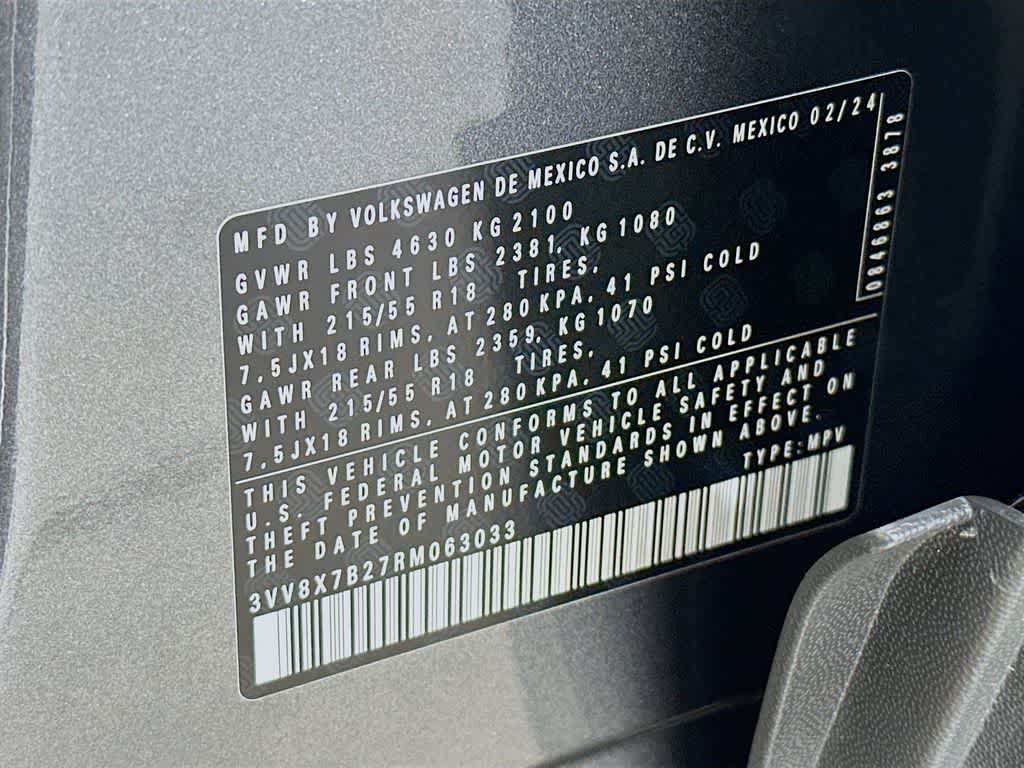 MFD BY VOLKSWAGEN DE MEXICO S.A. DE C.V. MEXICO 02/24
GVWR LBS 4630 KG 2100
GAWR FRONT LBS 2381, KG 1080
WITH 215/55 R18 TIRES,
7.5JX18 RIMS, AT 280 KPA, 41 PSI COLD
GAWR REAR LBS 2359, KG 1070
WITH 215/55 R18 TIRES,
7.5JX18 RIMS, AT 280 KPA, 41 PSI COLD
THIS VEHICLE CONFORMS TO ALL APPLICABLE
U.S. FEDERAL MOTOR VEHICLE SAFETY AND
THEFT PREVENTION STANDARDS IN EFFECT ON
THE DATE OF MANUFACTURE SHOWN ABOVE.
3VV8X7B27RM063033 TYPE: MPV
0846863 3878